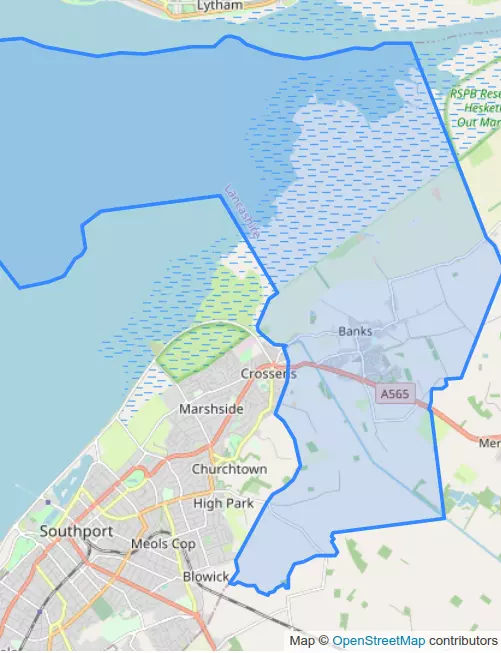 Lytham
RSPB Rese
Hesket
Out Mar
Lancashire
Banks
Crossens
A565
Marshside
Mer
Churchtown
High Park
Southport
Meols Cop
Blowick
Map © OpenStreetMap contributors